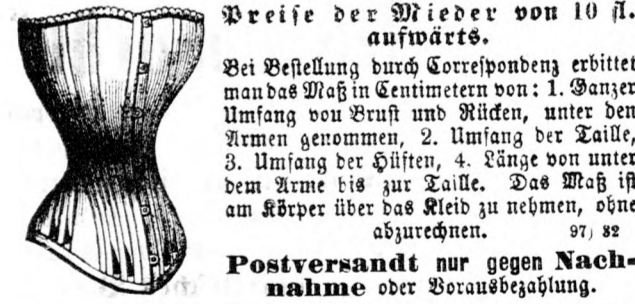 Preise der Mieder von 10 fl.
aufwärts.
Bei Bestellung durch Correspondenz erbittet
man das Maß in Centimetern von: 1. Ganzer
Umfang vou Brust und Rücken, unter den
Armen genommen, 2. Umfang der Taille,
3. Umfang der Hüften, 4. Länge von unter
dem Arme bis zur Taille. Das Maß ist
am Körper über das Kleid zu nehmen, ohne
abzurechnen. 97) 82
Postversandt nur gegen Nach-
nahme oder Vorausbezahlung.